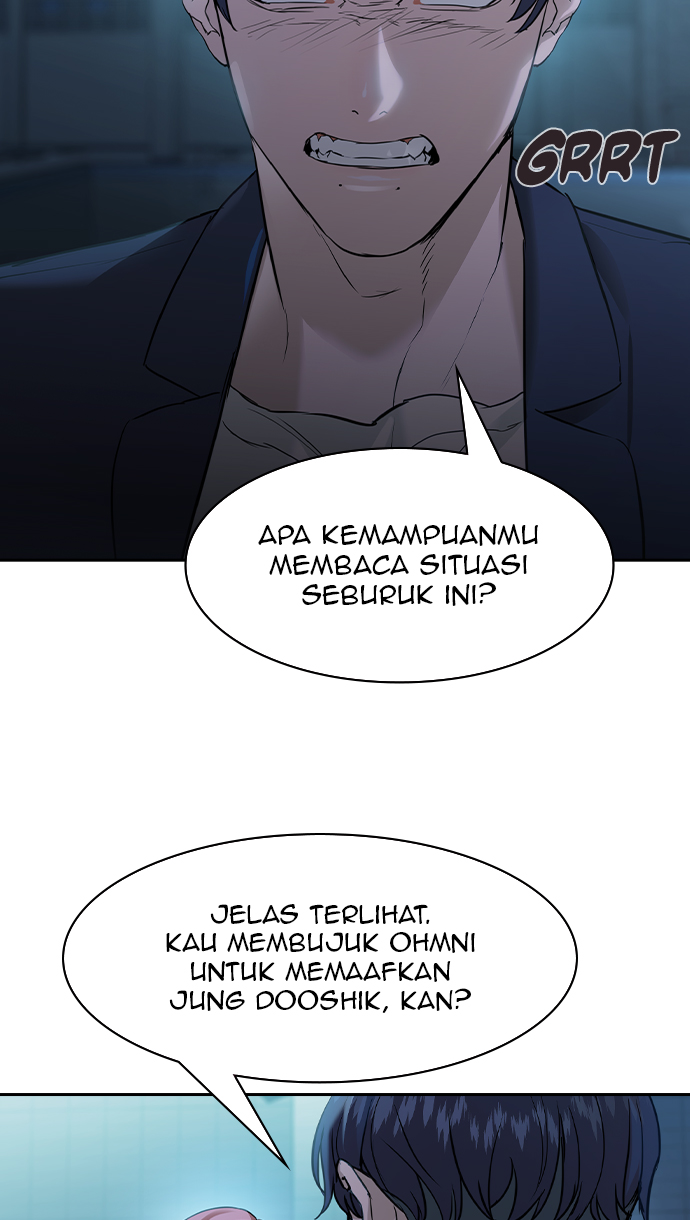 GRRT
APA KEMAMPUANMU
MEMBACA SITUASI
SEBURUK INI?
JELAS TERLIHAT.
KAU MEMBUJUK OHMNI
UNTUK MEMAAFKAN
JUNG DOOSHIK, KAN?